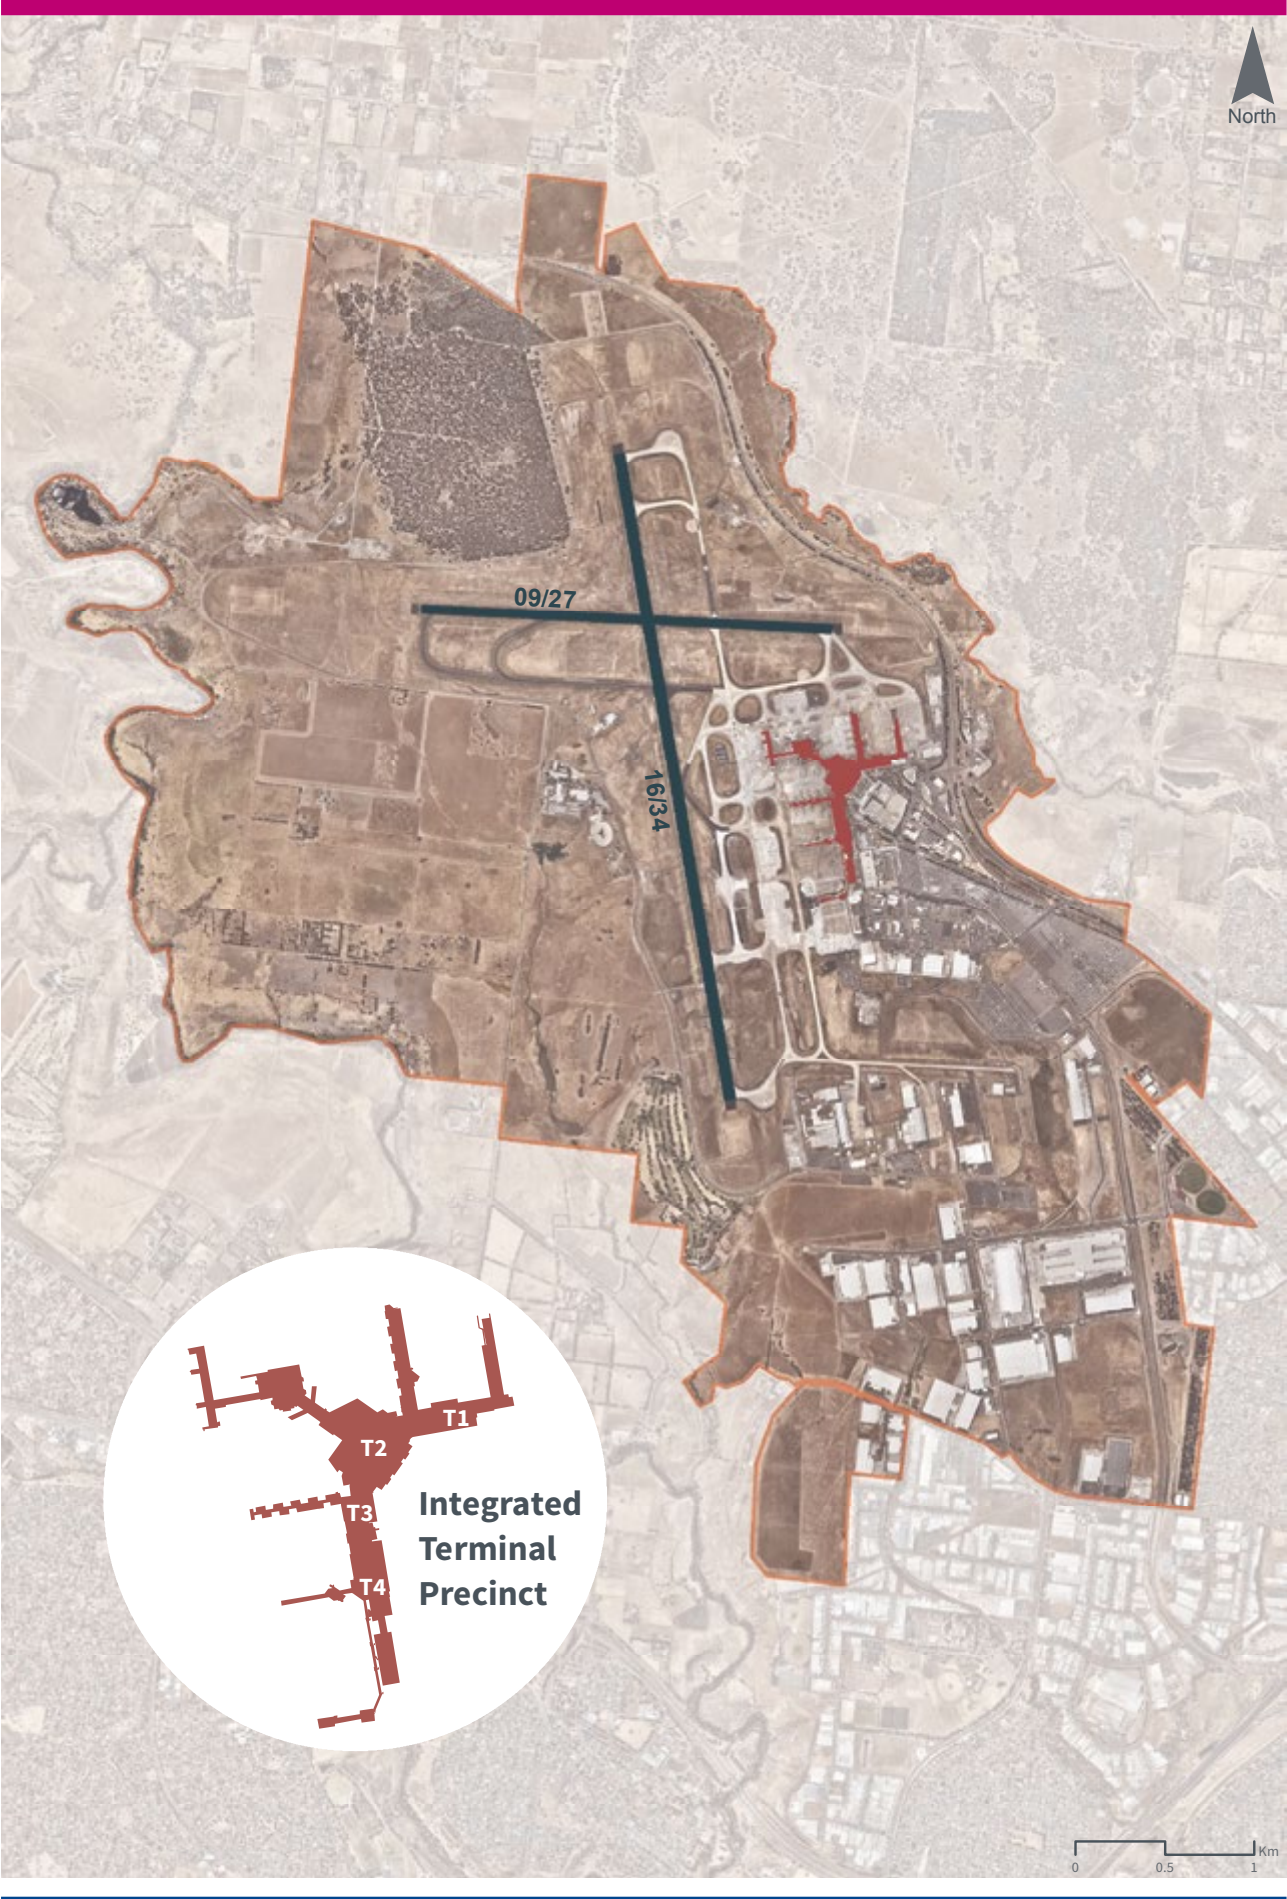 North
09/27
16/34
T1
T2
T3
T4
Integrated
Terminal
Precinct
0 0.5 1 Km